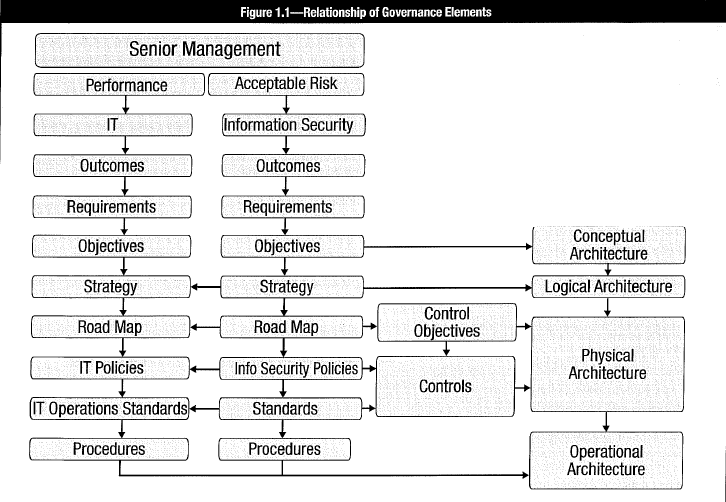 Figure 1.1—Relationship of Governance Elements
Senior Management
Performance
Acceptable Risk
IT
Information Security
Outcomes
Outcomes
Requirements
Requirements
Objectives
Objectives
Conceptual
Architecture
Strategy
Strategy
Logical Architecture
Road Map
Road Map
Control
Objectives
Physical
Architecture
IT Policies
Info Security Policies
Controls
IT Operations Standards
Standards
Procedures
Procedures
Operational
Architecture